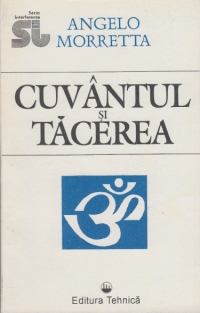 Seria
Interferențe
SI
ANGELO
MORRETTA
CUVÂNTUL
ȘI
TĂCEREA
ॐ
Editura Tehnică